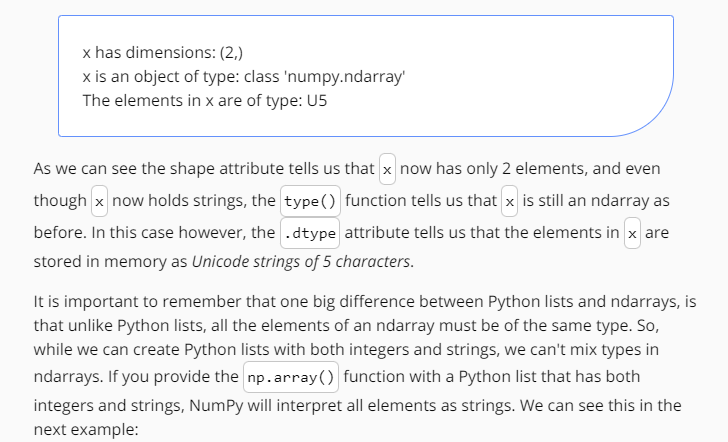 x has dimensions: (2,)
x is an object of type: class 'numpy.ndarray'
The elements in x are of type: U5
As we can see the shape attribute tells us that x now has only 2 elements, and even
though x now holds strings, the type() function tells us that x is still an ndarray as
before. In this case however, the .dtype attribute tells us that the elements in x are
stored in memory as Unicode strings of 5 characters.
It is important to remember that one big difference between Python lists and ndarrays, is
that unlike Python lists, all the elements of an ndarray must be of the same type. So,
while we can create Python lists with both integers and strings, we can't mix types in
ndarrays. If you provide the np.array() function with a Python list that has both
integers and strings, NumPy will interpret all elements as strings. We can see this in the
next example: